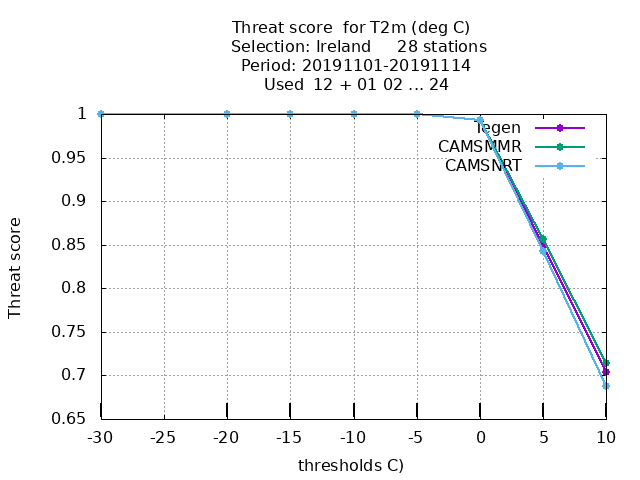 Threat score  for T2m (deg C)
Selection: Ireland     28 stations
Period: 20191101-20191114
Used  12 + 01 02 ... 24
Threat score
1
0.95
0.9
0.85
0.8
0.75
0.7
0.65
Tegen
CAMSMMR
CAMSNRT
-30 -25 -20 -15 -10 -5 0 5 10
thresholds C)